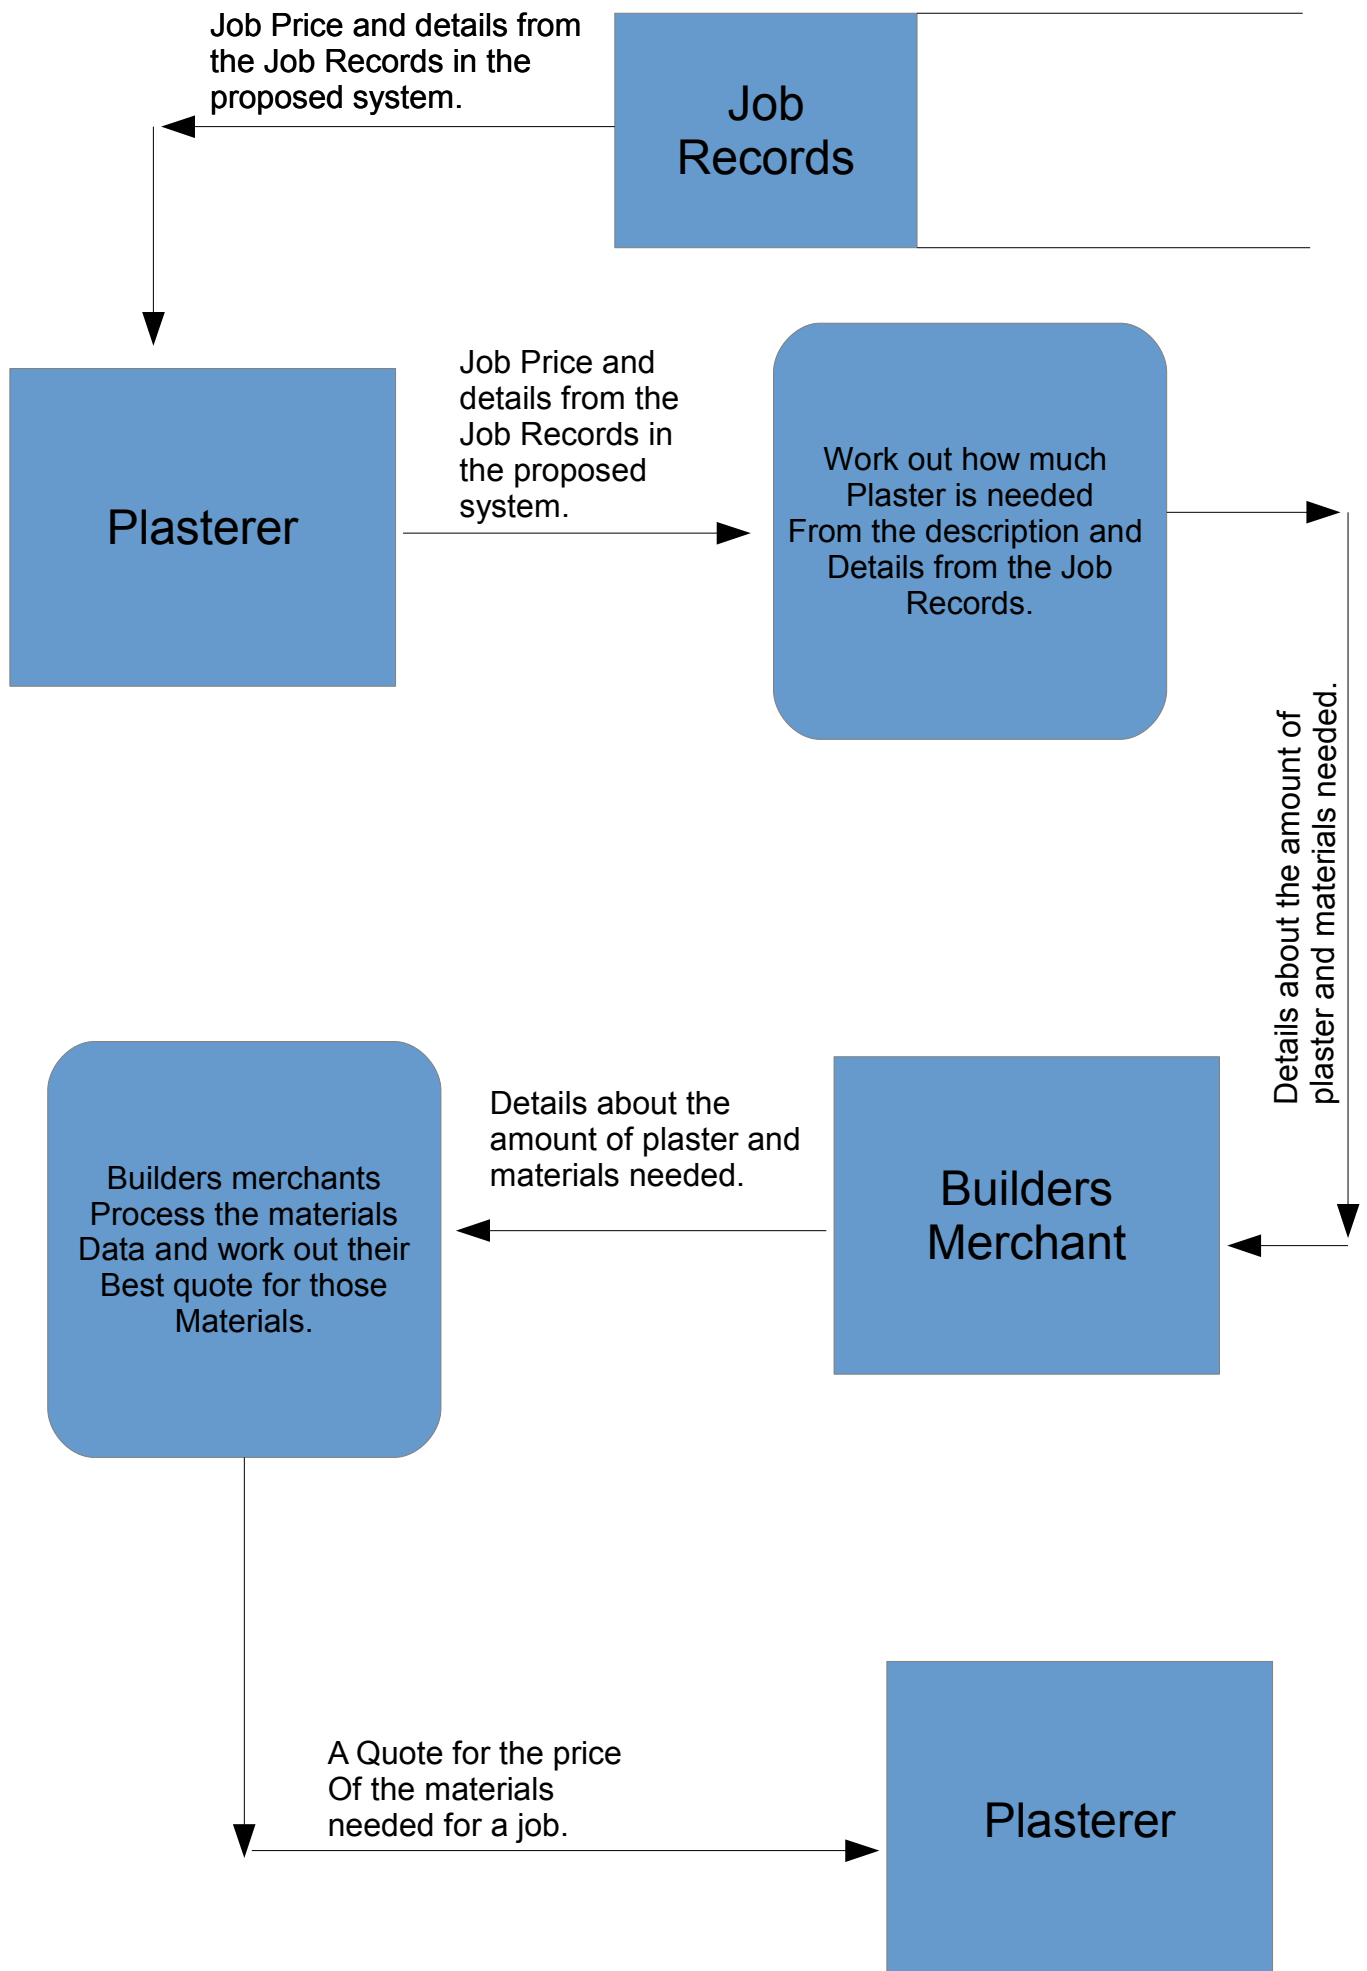 Job Price and details from
the Job Records in the
proposed system.
Job
Records
Plasterer
Job Price and
details from the
Job Records in
the proposed
system.
Work out how much
Plaster is needed
From the description and
Details from the Job
Records.
Details about the amount of
plaster and materials needed.
Builders
Merchant
Details about the
amount of plaster and
materials needed.
Builders merchants
Process the materials
Data and work out their
Best quote for those
Materials.
A Quote for the price
Of the materials
needed for a job.
Plasterer